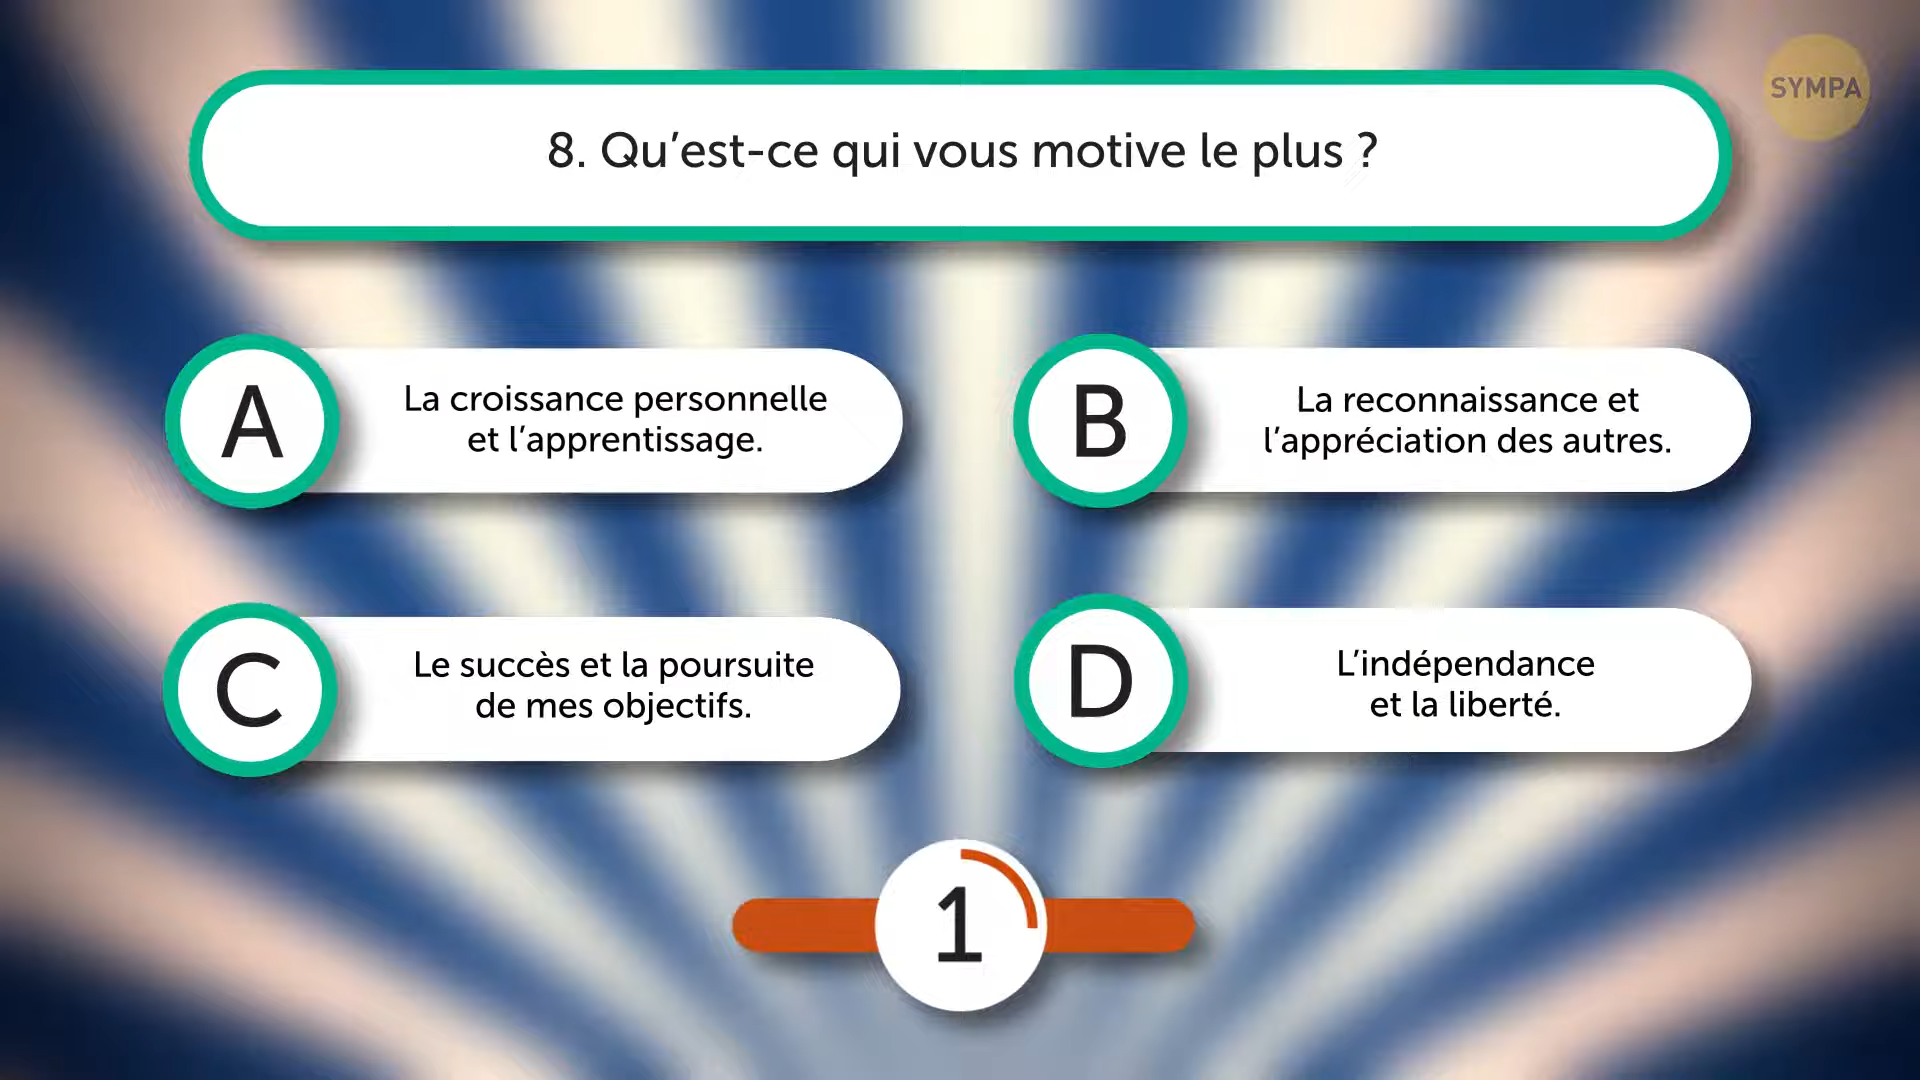 SYMPA
8. Qu’est-ce qui vous motive le plus ?
A
La croissance personnelle
et l’apprentissage.
B
La reconnaissance et
l’appréciation des autres.
C
Le succès et la poursuite
de mes objectifs.
D
L’indépendance
et la liberté.
1